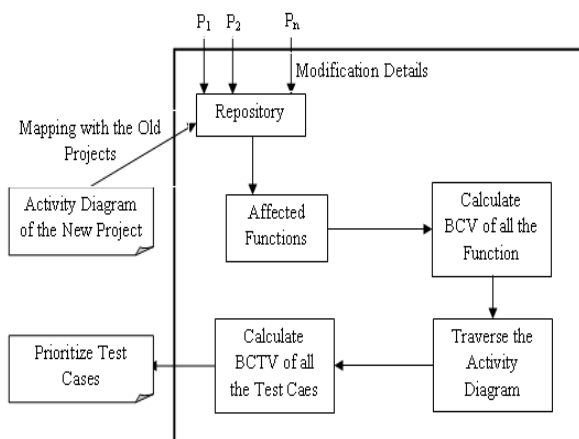 P1 P2 Pn
Modification Details
Repository
Mapping with the Old
Projects
Activity Diagram
of the New Project
Affected
Functions
Calculate
BCV of all the
Function
Prioritize Test
Cases
Calculate
BCTV of all
the Test Caes
Traverse the
Activity
Diagram